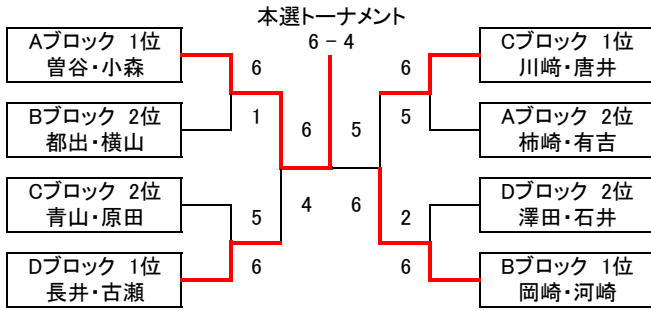 本選トーナメント
6 - 4
Aブロック 1位
曽谷・小森
Bブロック 2位
都出・横山
Cブロック 2位
青山・原田
Dブロック 1位
長井・古瀬
6
1
5
6
6
4
5
6
6
5
2
6
Cブロック 1位
川﨑・唐井
Aブロック 2位
柿崎・有吉
Dブロック 2位
澤田・石井
Bブロック 1位
岡崎・河崎